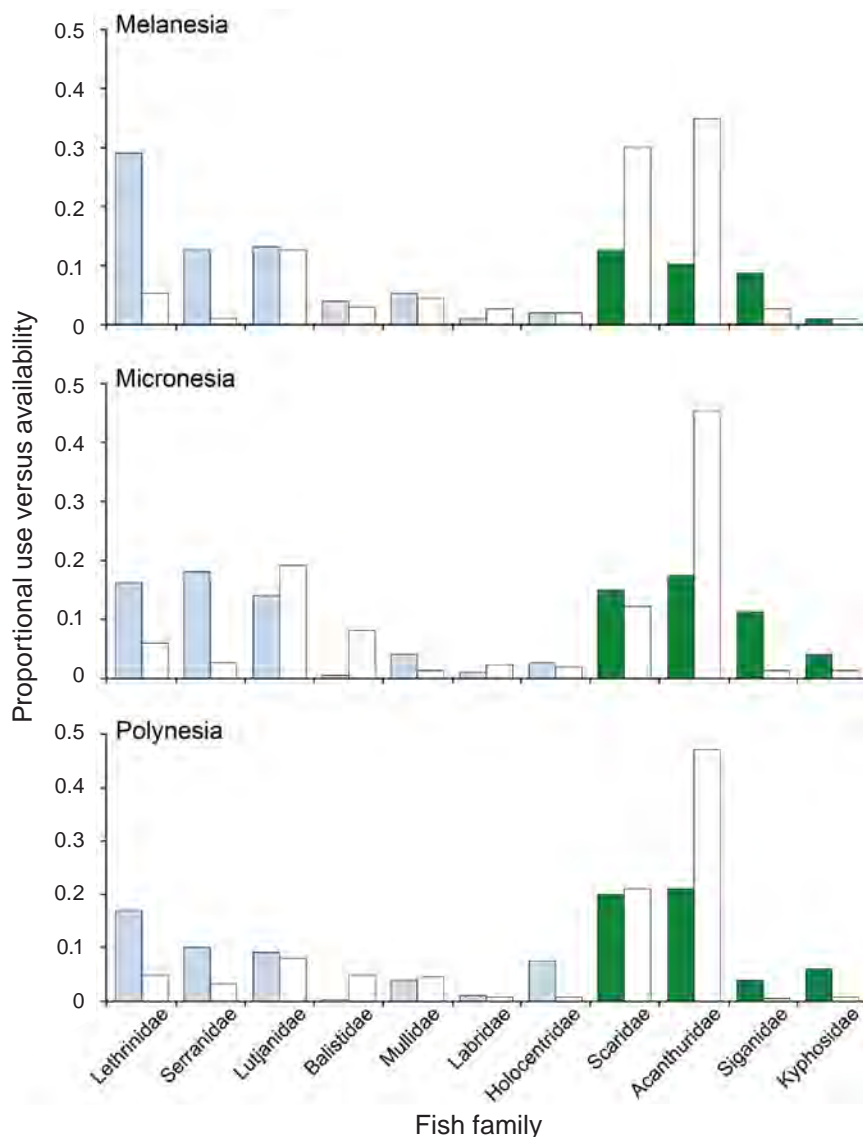 Melanesia
0.5
0.4
0.3
0.2
0.1
0
Micronesia
0.5
0.4
0.3
0.2
0.1
0
Polynesia
0.5
0.4
0.3
0.2
0.1
0
Proportional use versus availability
Lethrinidae
Serranidae
Lutjanidae
Balistidae
Mullidae
Labridae
Holocentridae
Scaridae
Acanthuridae
Siganidae
Kyphosidae
Fish family